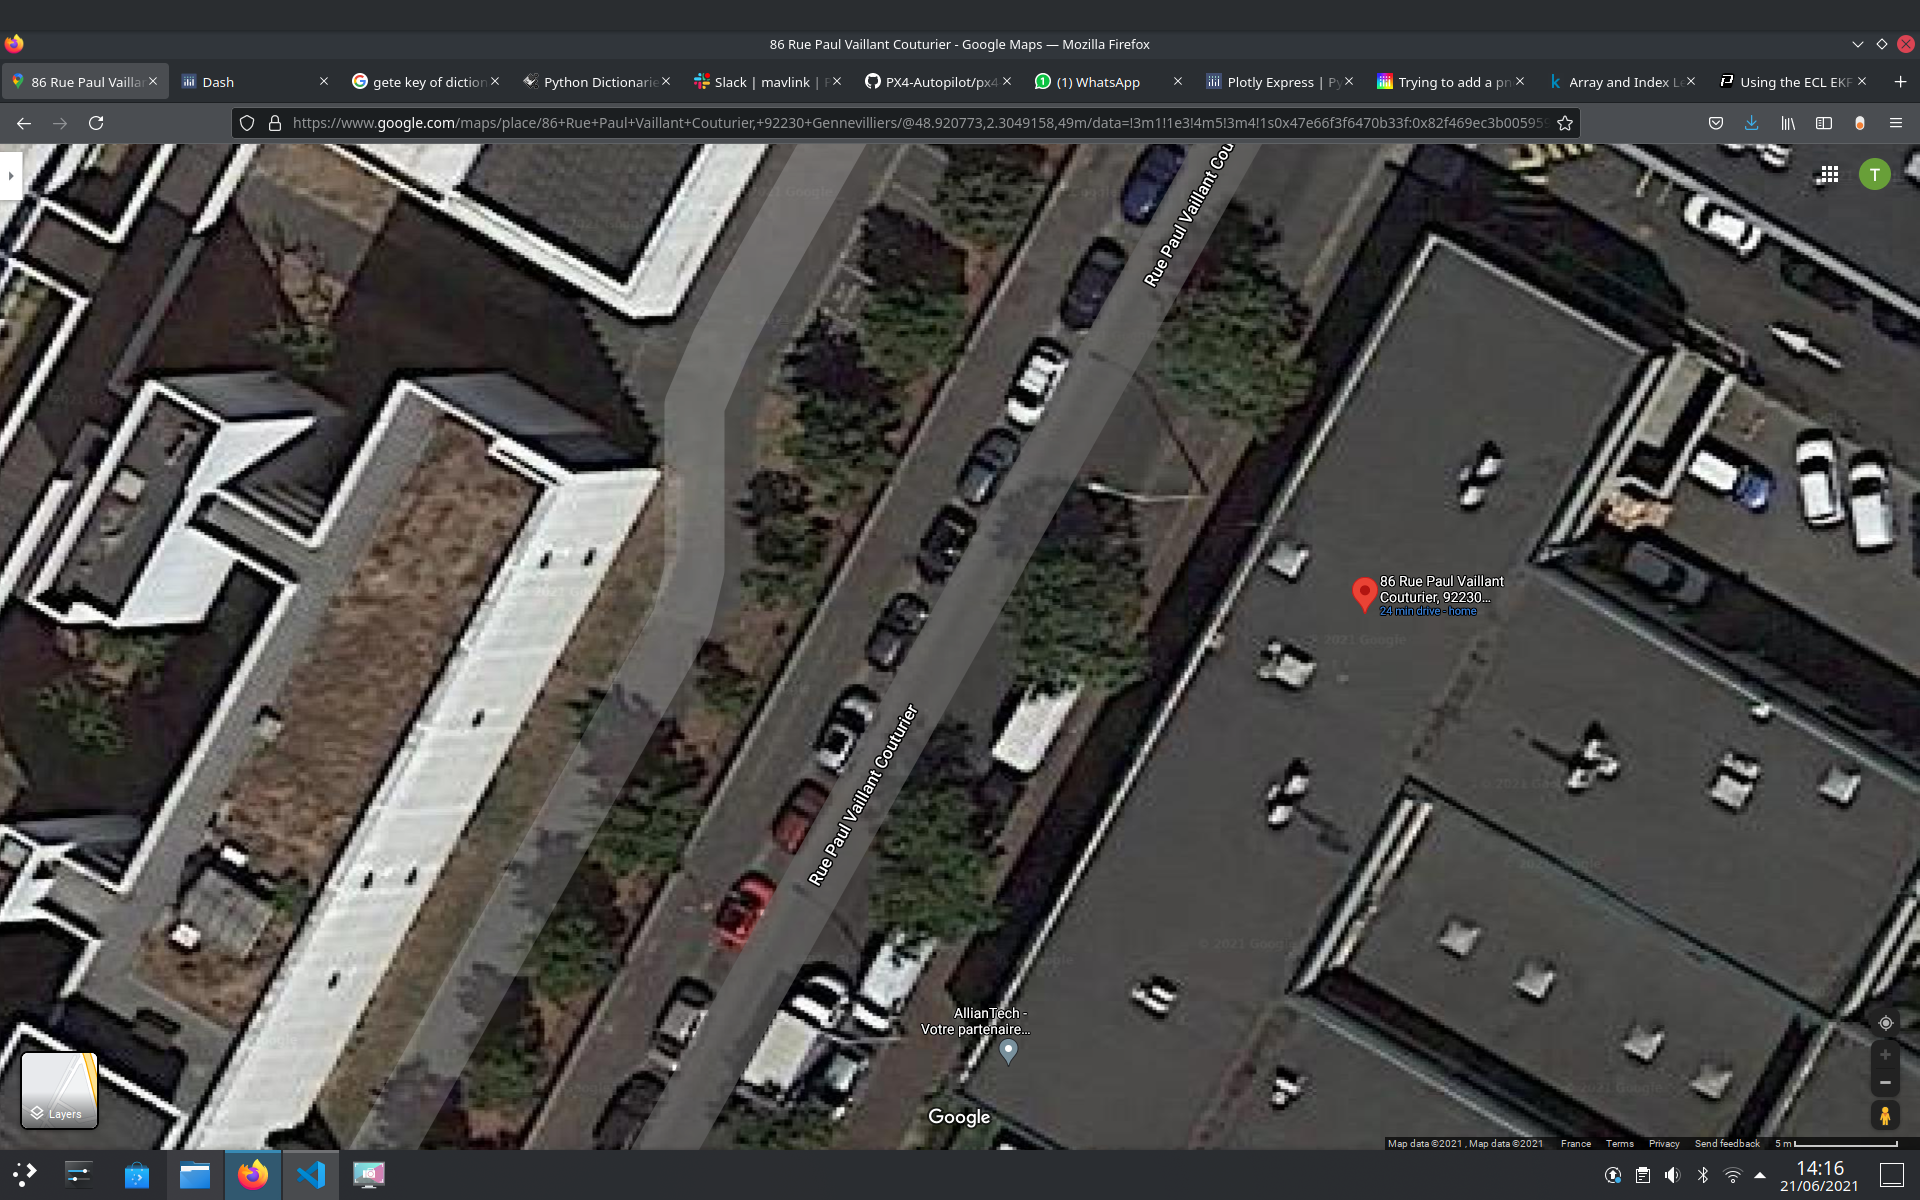 86 Rue Paul Vaillant Couturier - Google Maps — Mozilla Firefox
86 Rue Paul Vaillar
Dash
gete key of diction
Python Dictionarie
Slack | mavlink | F
PX4-Autopilot/px4
(1) WhatsApp
Plotly Express | Py
Trying to add a pn
Array and Index Le
Using the ECL EKF
https://www.google.com/maps/place/86+Rue+Paul+Vaillant+Couturier,+92230+Gennevilliers/@48.920773,2.3049158,49m/data=!3m1!1e3!4m5!3m4!1s0x47e66f3f6470b33f:0x82f469ec3b005959
T
Rue Paul Vaillant Cou
86 Rue Paul Vaillant
Couturier, 92230...
24 min drive - home
Rue Paul Vaillant Couturier
AllianTech -
Votre partenaire...
Layers
Google
Map data ©2021 , Map data ©2021 France Terms Privacy Send feedback 5 m
14:16
21/06/2021